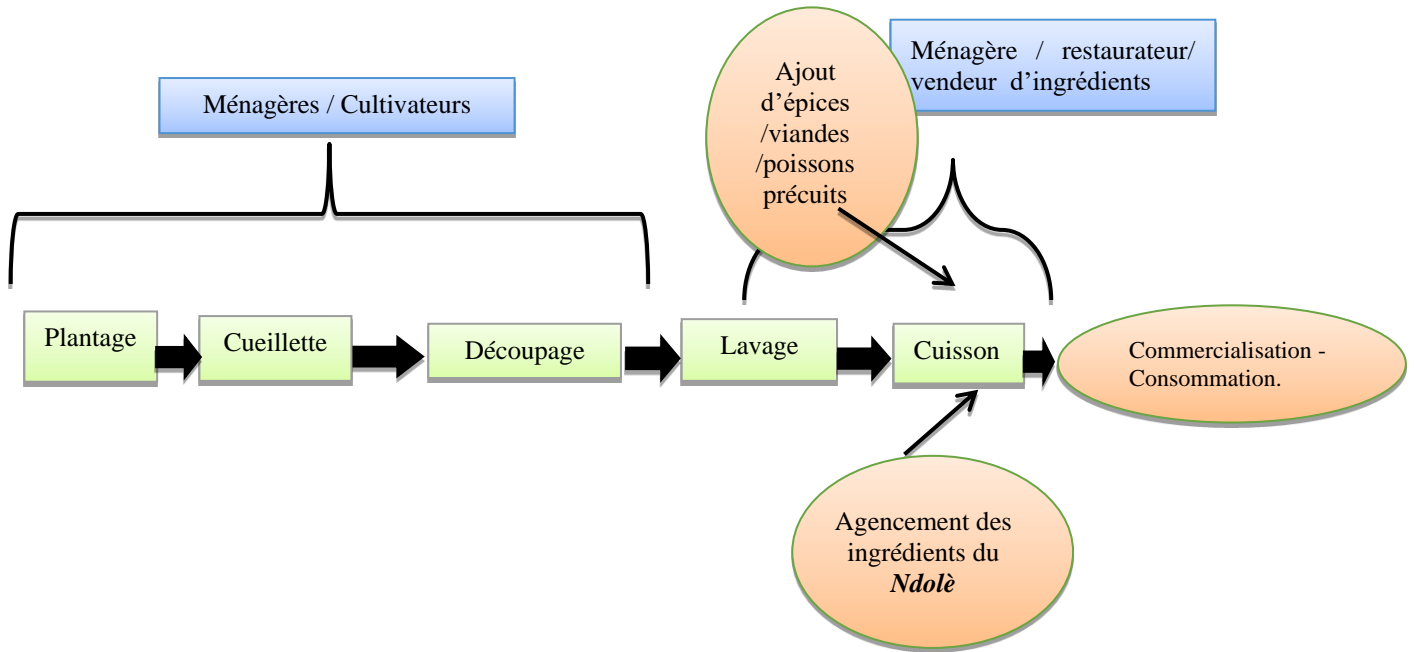 Ajout
d’épices
/viandes
/poissons
précuits
Ménagère / restaurateur/
vendeur d’ingrédients
Ménagères / Cultivateurs
Plantage
Cueillette
Découpage
Lavage
Cuisson
Commercialisation -
Consommation.
Agencement des
ingrédients du
Ndolè